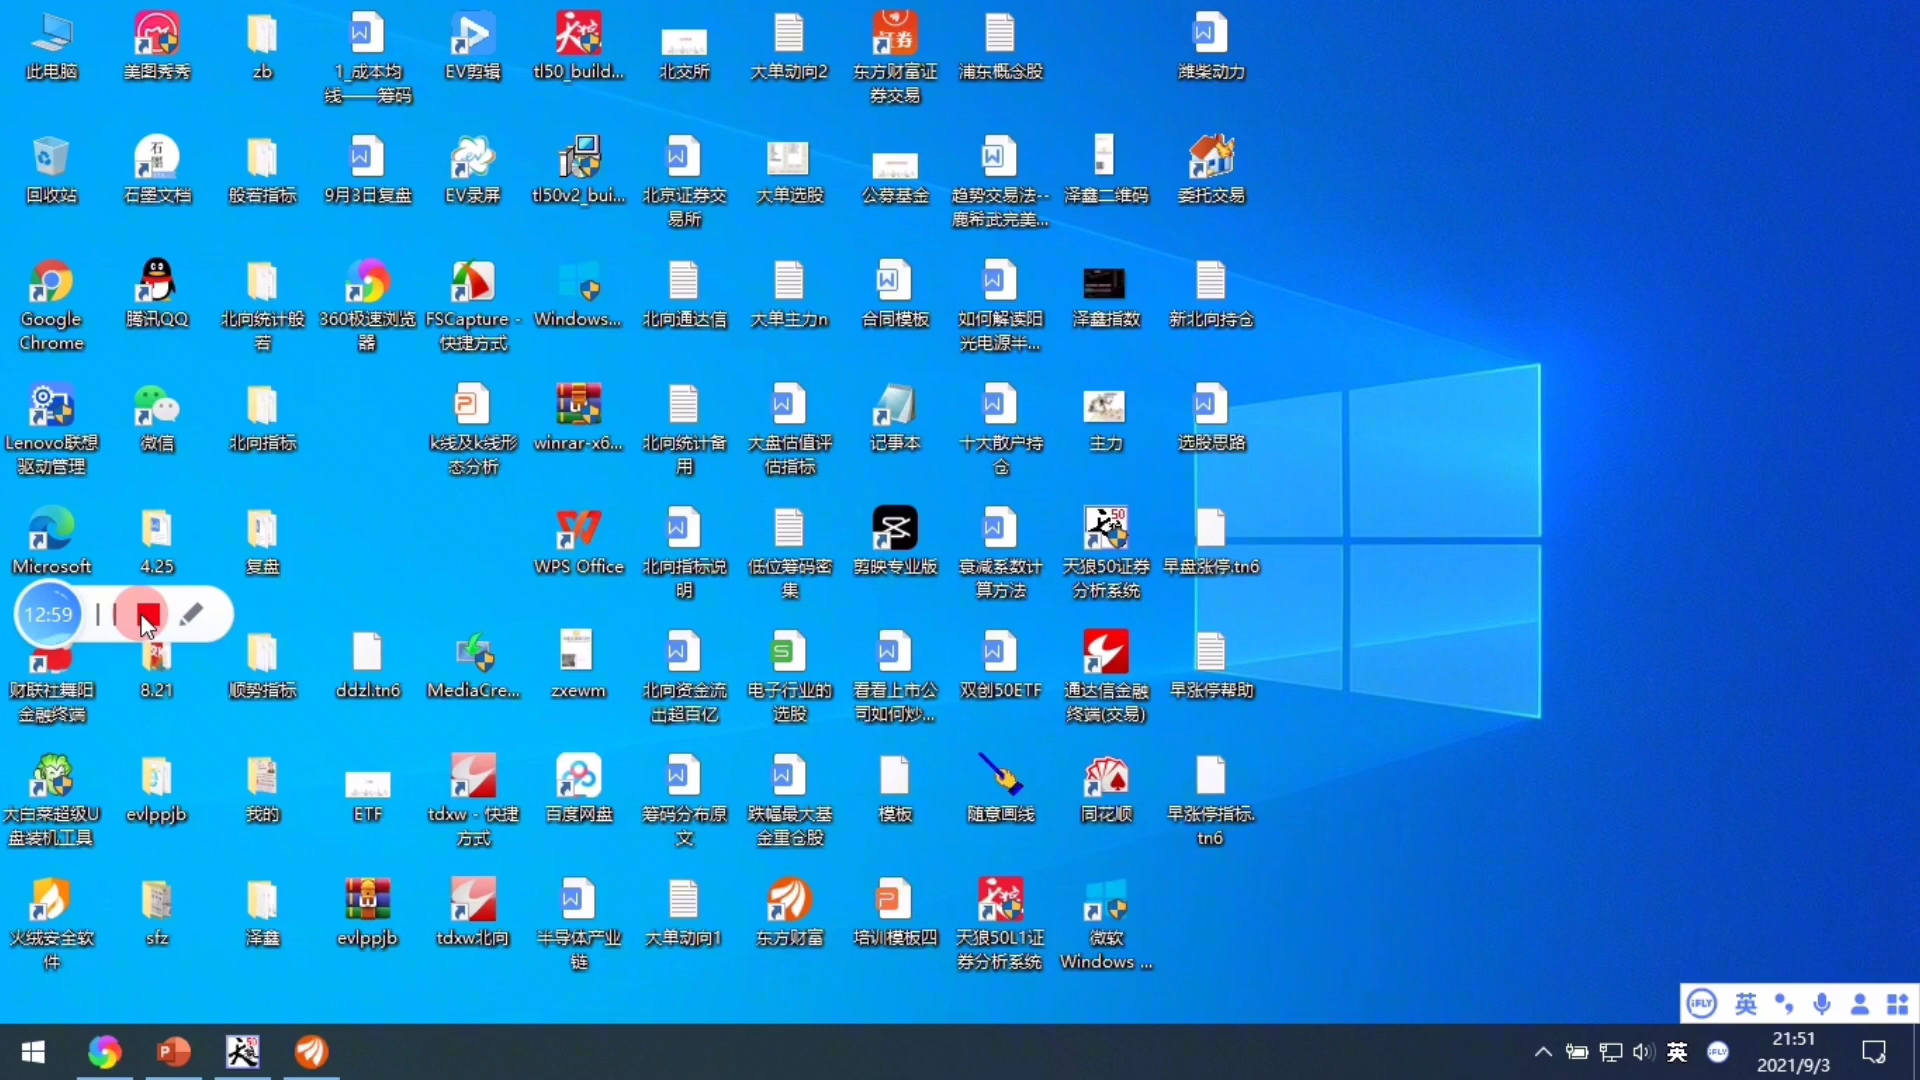 此电脑
美图秀秀
zb
1_成本均
线——筹码
EV剪辑
tl50_build...
北交所
大单动向2
证券
东方财富证
券交易
浦东概念股
潍柴动力
回收站
石墨
石墨文档
般若指标
9月3日复盘
EV录屏
tl50v2_bui...
北京证券交
易所
大单选股
公募基金
趋势交易法--
鹿希武完美...
泽鑫二维码
委托交易
Google
Chrome
腾讯QQ
北向统计般
若
360极速浏览
器
FSCapture -
快捷方式
Windows...
北向通达信
大单主力n
合同模板
如何解读阳
光电源半...
泽鑫指数
新北向持仓
Lenovo联想
驱动管理
微信
北向指标
k线及k线形
态分析
winrar-x6...
北向统计备
用
大盘估值评
估指标
记事本
十大散户持
仓
主力
选股思路
Microsoft
4.25
复盘
WPS Office
北向指标说
明
低位筹码密
集
剪映专业版
衰减系数计
算方法
50
天狼50证券
分析系统
早盘涨停.tn6
12:59
财联社舞阳
金融终端
8.21
顺势指标
ddzl.tn6
MediaCre...
zxewm
北向资金流
出超百亿
电子行业的
选股
看看上市公
司如何炒...
双创50ETF
通达信金融
终端(交易)
早涨停帮助
大白菜超级U
盘装机工具
evlppjb
我的
ETF
tdxw - 快捷
方式
百度网盘
筹码分布原
文
跌幅最大基
金重仓股
模板
随意画线
同花顺
早涨停指标.
tn6
火绒安全软
件
sfz
泽鑫
evlppjb
tdxw北向
半导体产业
链
大单动向1
东方财富
培训模板四
天狼50L1证
券分析系统
微软
Windows ...
iFLY 英
英 iFLY
21:51
2021/9/3